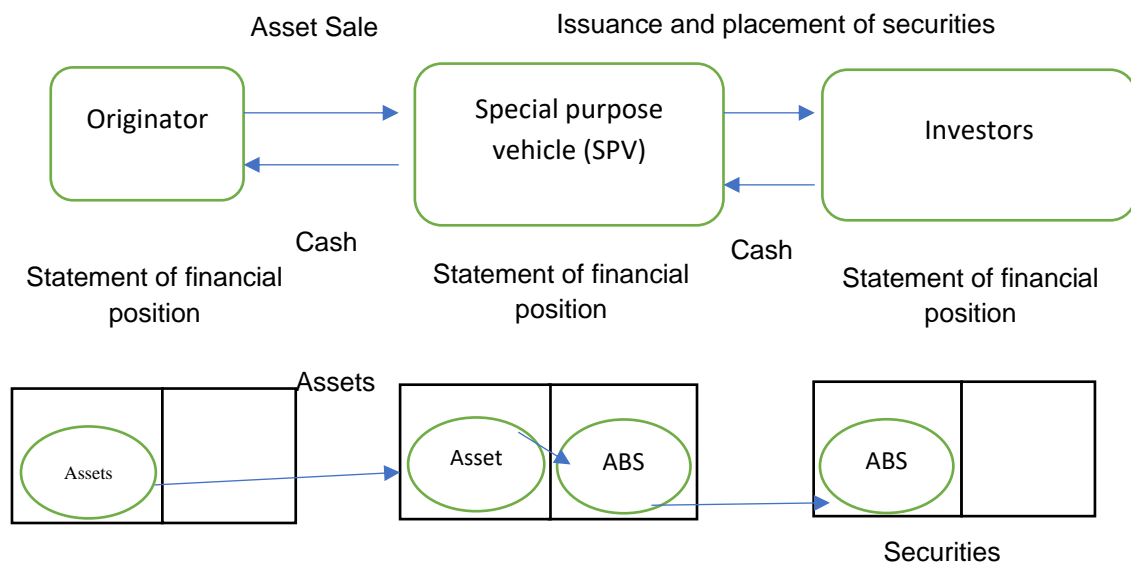 Asset Sale
Issuance and placement of securities
Originator
Special purpose
vehicle (SPV)
Investors
Cash
Cash
Statement of financial
position
Statement of financial
position
Statement of financial
position
Assets
Assets
Asset
ABS
ABS
Securities